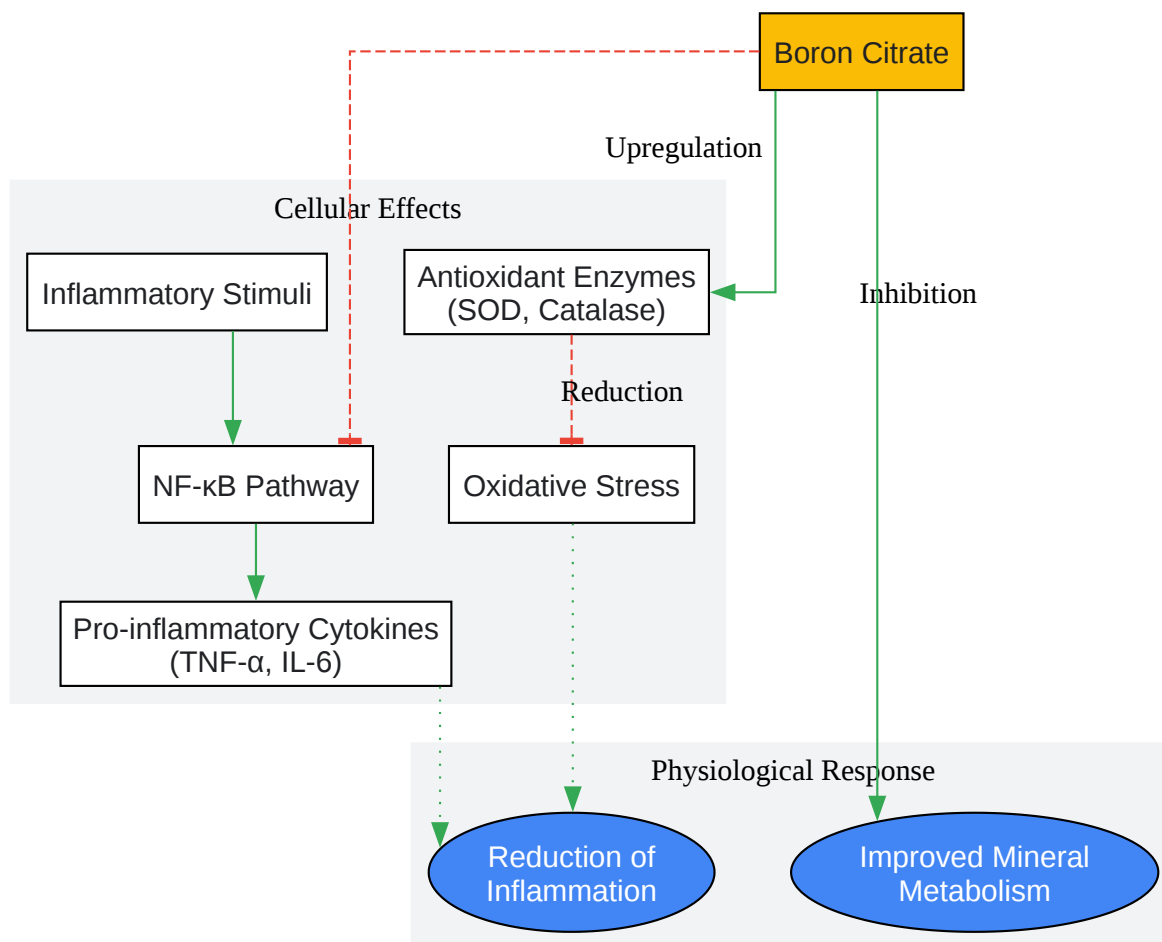 Boron Citrate
Upregulation
Cellular Effects
Inflammatory Stimuli
Antioxidant Enzymes
(SOD, Catalase)
Inhibition
Reduction
NF-κB Pathway
Oxidative Stress
Pro-inflammatory Cytokines
(TNF-α, IL-6)
Physiological Response
Reduction of
Inflammation
Improved Mineral
Metabolism